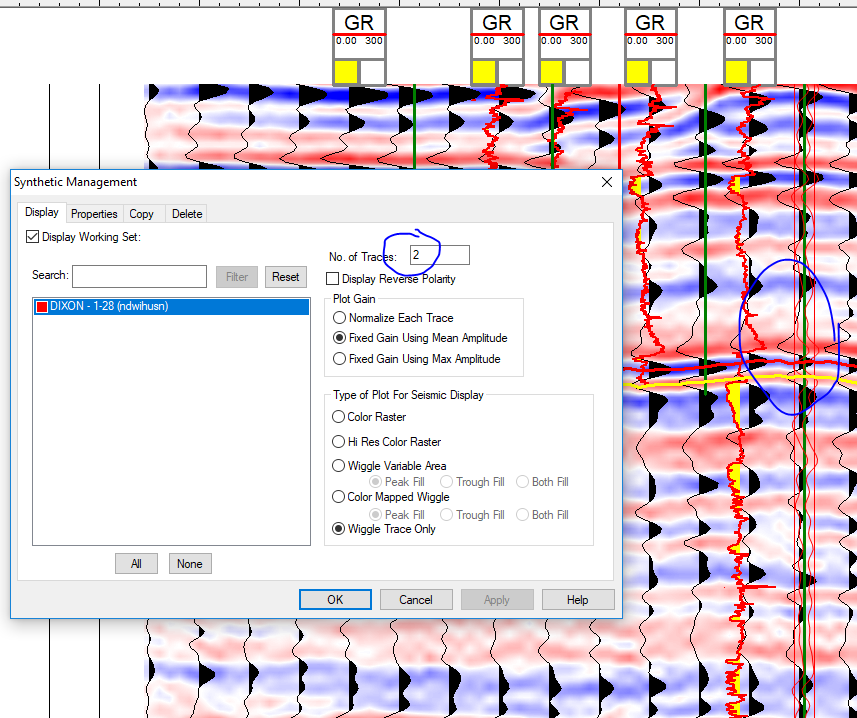 GR GR GR GR GR
0.00 300 0.00 300 0.00 300 0.00 300 0.00 300
Synthetic Management
Display Properties Copy Delete
Display Working Set:
No. of Traces: 2
Search: Filter Reset
Display Reverse Polarity
DIXON - 1-28 (ndwihusn)
Plot Gain
Nomalize Each Trace
Fixed Gain Using Mean Amplitude
Fixed Gain Using Max Amplitude
Type of Plot For Seismic Display
Color Raster
Hi Res Color Raster
Wiggle Variable Area
Peak Fill Trough Fill Both Fill
Color Mapped Wiggle
Peak Fill Trough Fill Both Fill
Wiggle Trace Only
All None
OK Cancel Apply Help